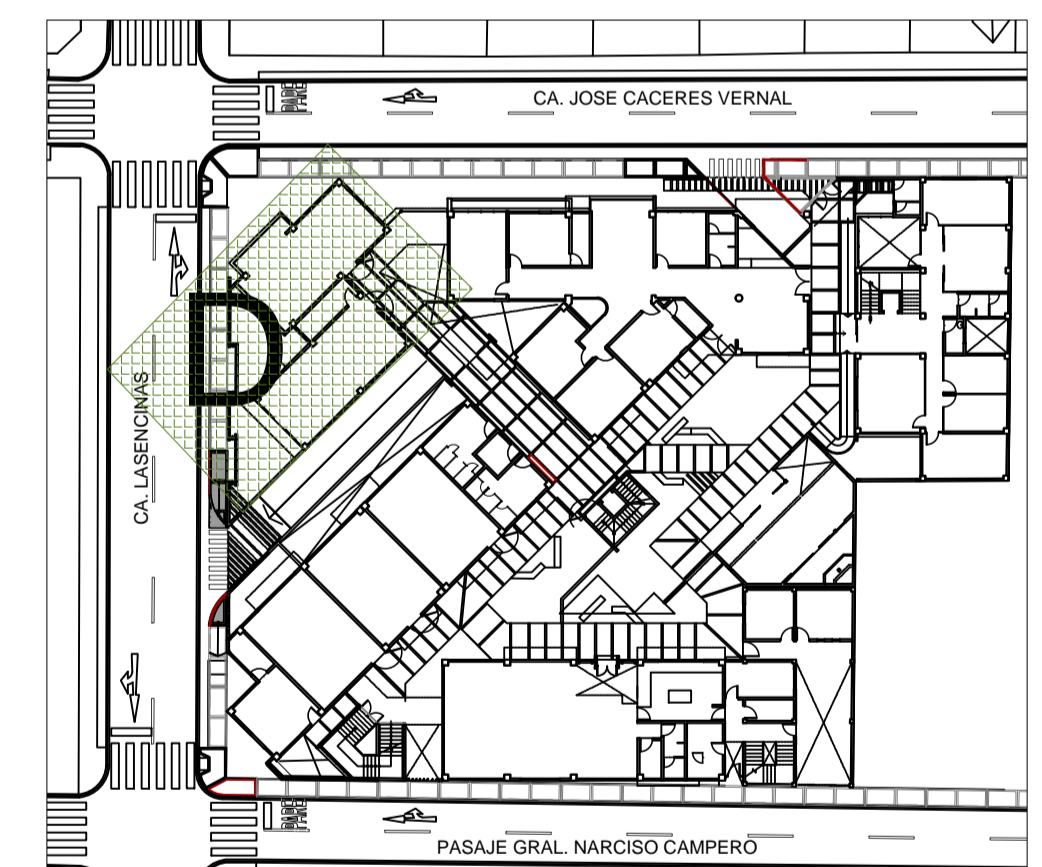 CA. JOSE CACERES VERNAL
PARE
D
CA. LASENCINAS
PARE
PASAJE GRAL. NARCISO CAMPERO